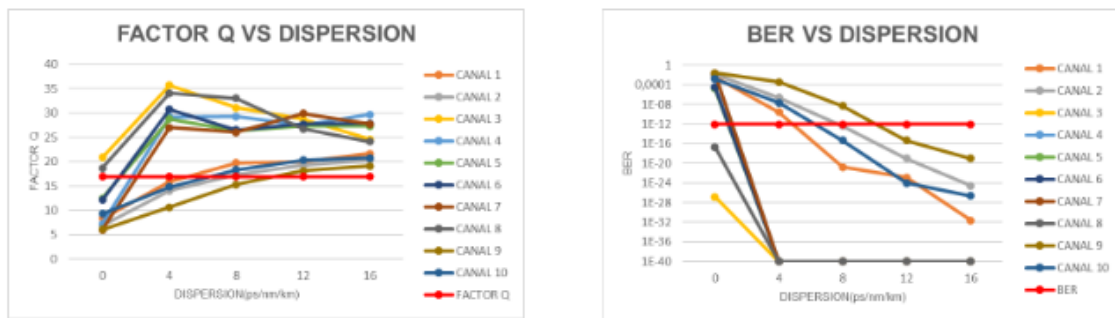 FACTOR Q VS DISPERSION
40
35
30
25
20
15
10
5
0
FACTOR Q
0 4 8 12 16
DISPERSION(ps/nm/km)
CANAL 1
CANAL 2
CANAL 3
CANAL 4
CANAL 5
CANAL 6
CANAL 7
CANAL 8
CANAL 9
CANAL 10
FACTOR Q
BER VS DISPERSION
1
0,0001
1E-08
1E-12
1E-16
1E-20
1E-24
1E-28
1E-32
1E-36
1E-40
BER
0 4 8 12 16
DISPERSION(ps/nm/km)
CANAL 1
CANAL 2
CANAL 3
CANAL 4
CANAL 5
CANAL 6
CANAL 7
CANAL 8
CANAL 9
CANAL 10
BER